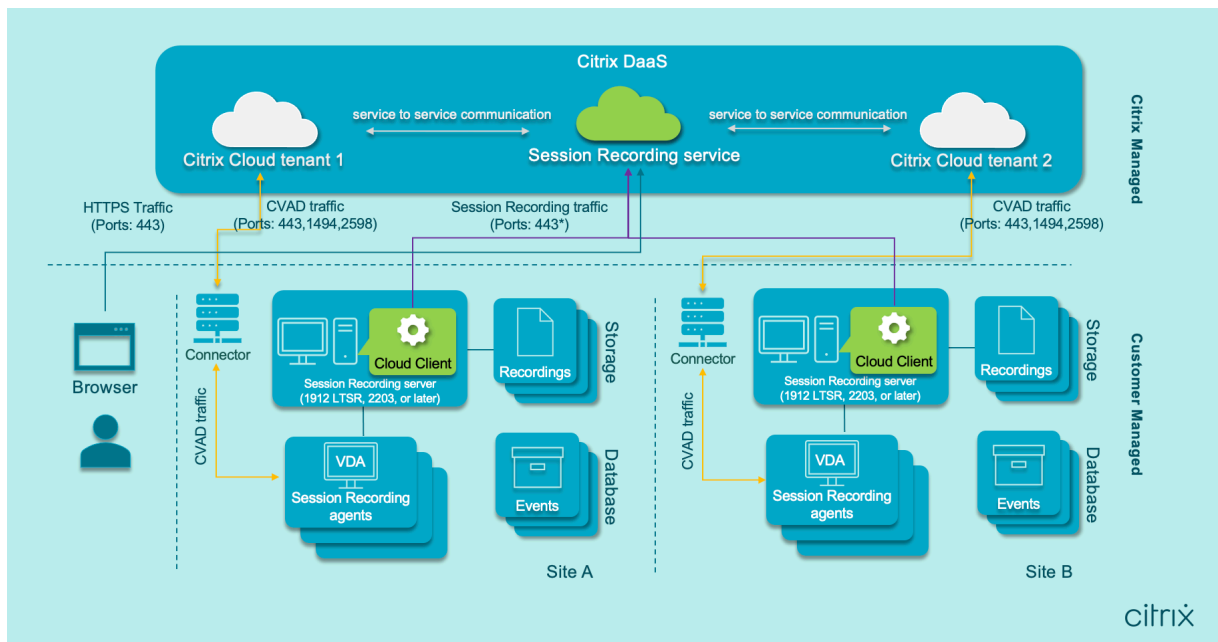 Citrix DaaS
service to service communication
service to service communication
Citrix Cloud tenant 1
Session Recording service
Citrix Cloud tenant 2
Citrix Managed
HTTPS Traffic
(Ports: 443)
CVAD traffic
(Ports: 443,1494,2598)
Session Recording traffic
(Ports: 443*)
CVAD traffic
(Ports: 443,1494,2598)
Browser
Connector
CVAD traffic
Cloud Client
Session Recording server
(1912 LTSR, 2203, or later)
Recordings
Storage
VDA
Session Recording
agents
Events
Database
Site A
Connector
CVAD traffic
Cloud Client
Session Recording server
(1912 LTSR, 2203, or later)
Recordings
Storage
VDA
Session Recording
agents
Events
Database
Site B
Customer Managed
citrix